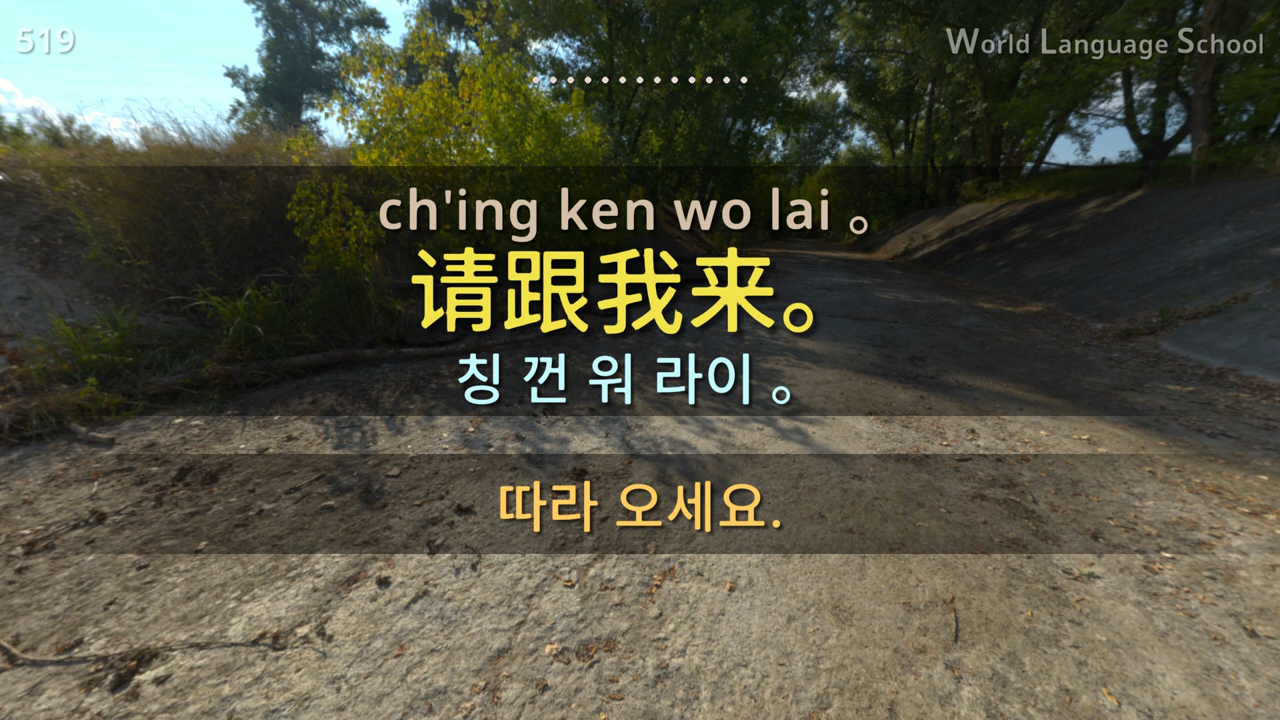 519
World Language School
ch'ing ken wo lai 。
请跟我来。
칭 껀 워 라이 。
따라 오세요.